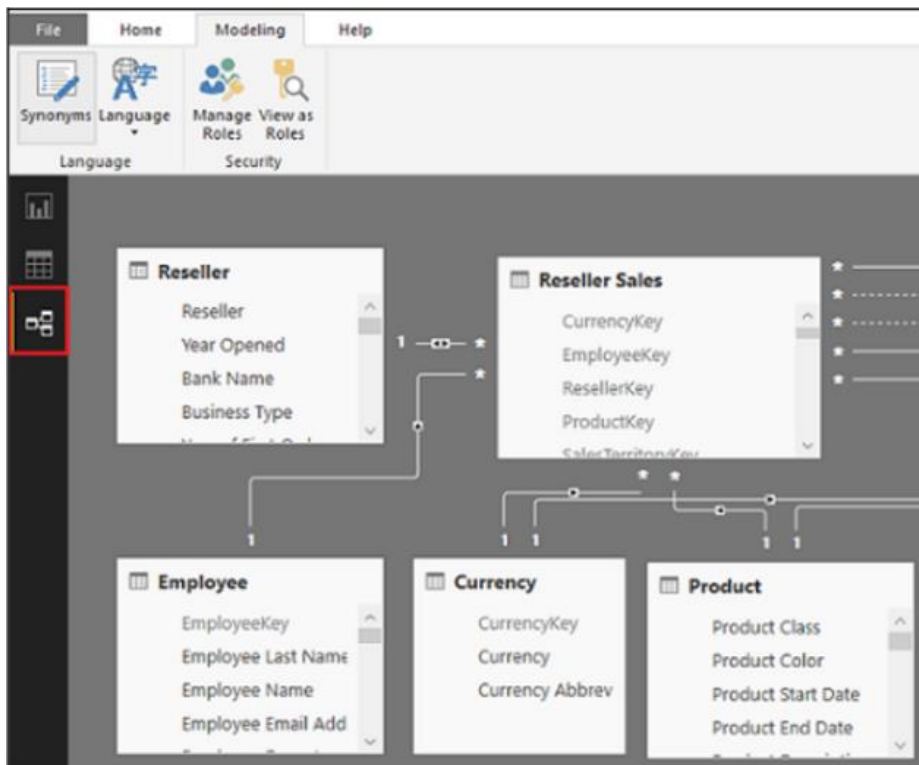 File Home Modeling Help
Synonyms Language Manage Roles View as Roles
Language Security
Reseller
Reseller
Year Opened
Bank Name
Business Type
1 *
*
1
Reseller Sales
CurrencyKey
EmployeeKey
ResellerKey
ProductKey
SalesTerritoryKey
*
*
*
*
*
* *
1 1
1 1
Employee
EmployeeKey
Employee Last Name
Employee Name
Employee Email Add
Currency
CurrencyKey
Currency
Currency Abbrev
Product
Product Class
Product Color
Product Start Date
Product End Date